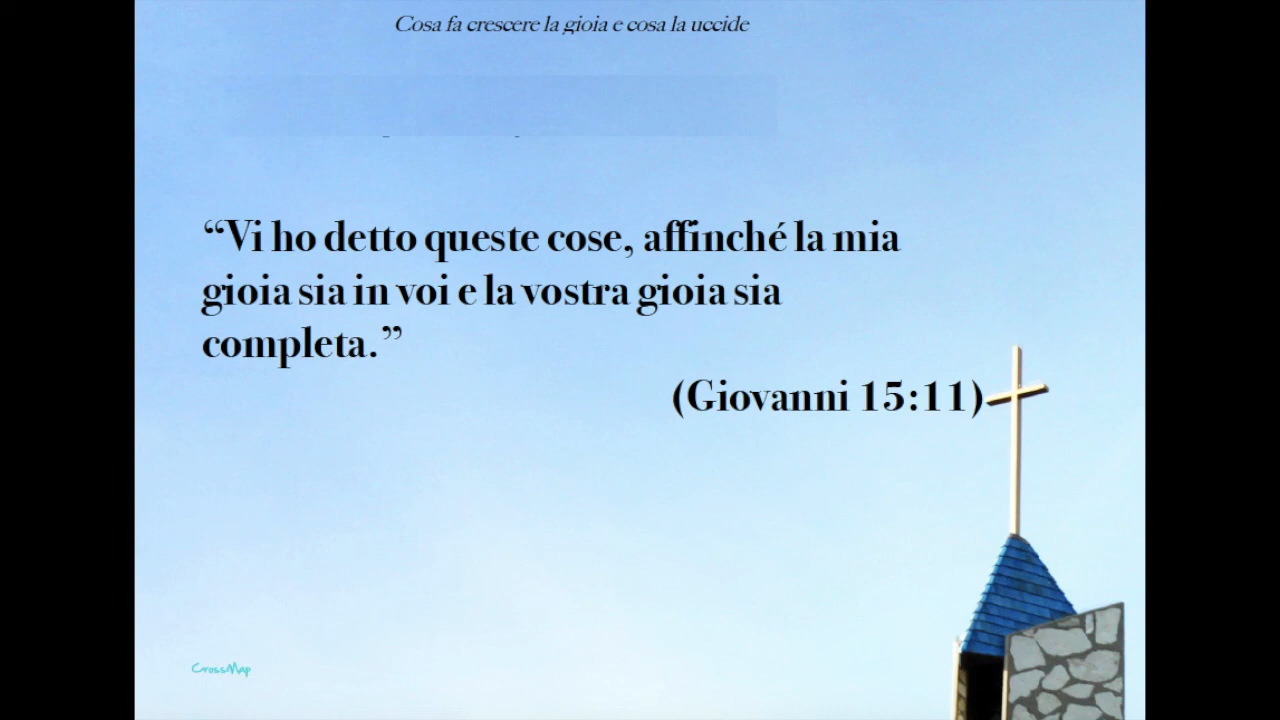 Cosa fa crescere la gioia e cosa la uccide
“Vi ho detto queste cose, affinché la mia
gioia sia in voi e la vostra gioia sia
completa.”
(Giovanni 15:11)
CrossMap